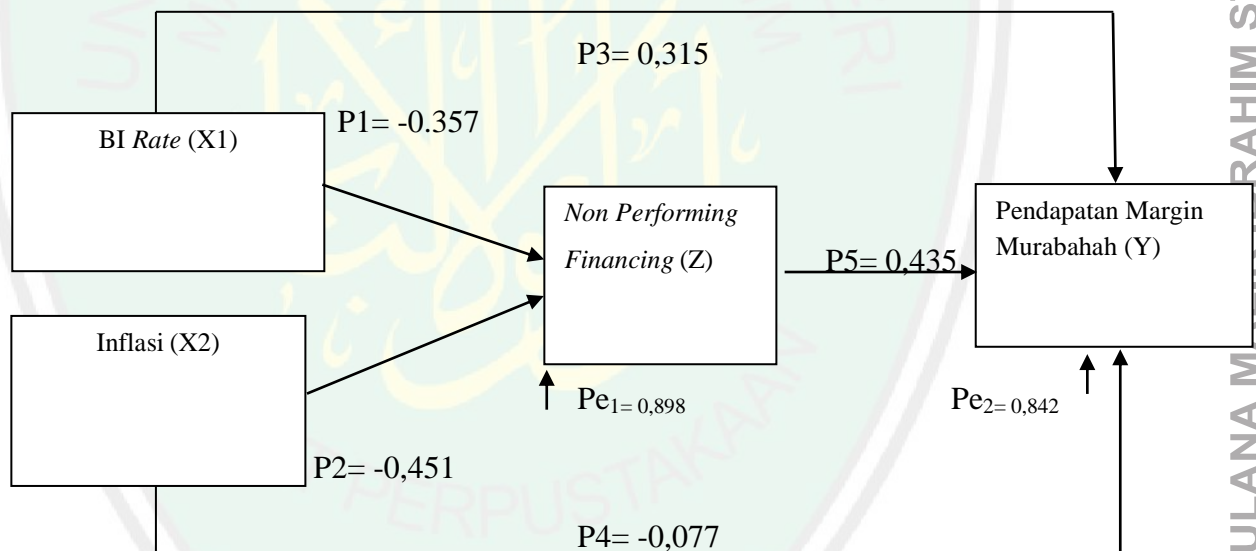 P3= 0,315
P1= -0.357
BI Rate (X1)
Non Performing
Financing (Z)
Pendapatan Margin
Murabahah (Y)
P5= 0,435
Inflasi (X2)
Pe1= 0,898
Pe2= 0,842
P2= -0,451
P4= -0,077
PERPUSTAKAAN